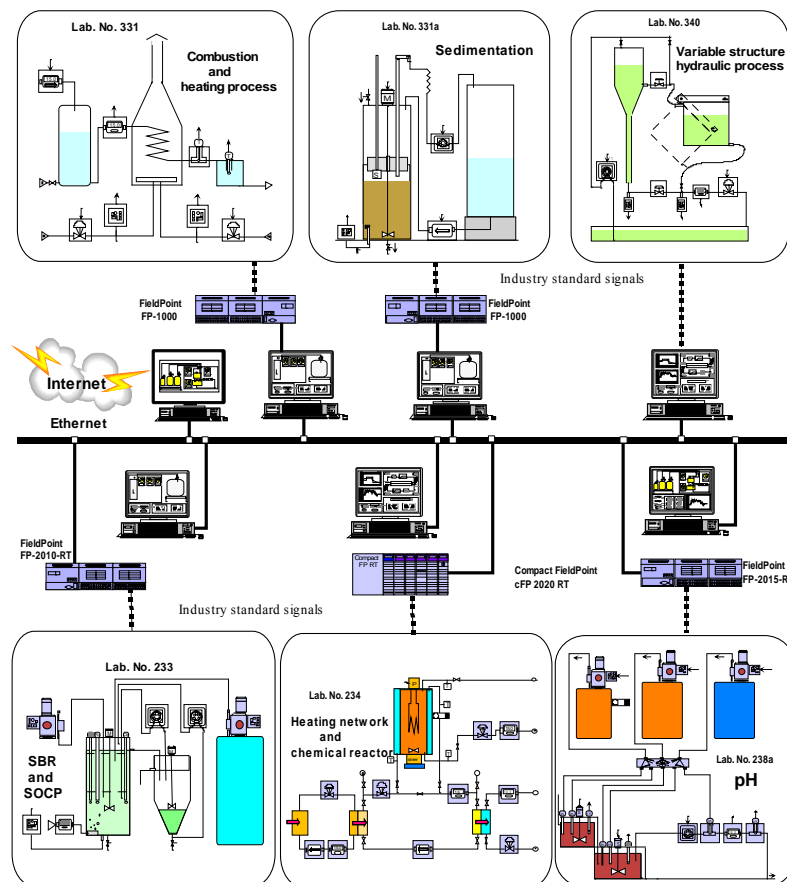 Lab. No. 331
Combustion
and
heating process
Lab. No. 331a
Sedimentation
M
S
Lab. No. 340
Variable structure
hydraulic process
Industry standard signals
FieldPoint
FP-1000
FieldPoint
FP-1000
Internet
Ethernet
FieldPoint
FP-2010-RT
Compact
FP RT
Compact FieldPoint
cFP 2020 RT
FieldPoint
FP-2015-R
Industry standard signals
Lab. No. 233
SBR
and
SOCP
Lab. No. 234
Heating network
and
chemical reactor
P
Lab. No. 238a
pH